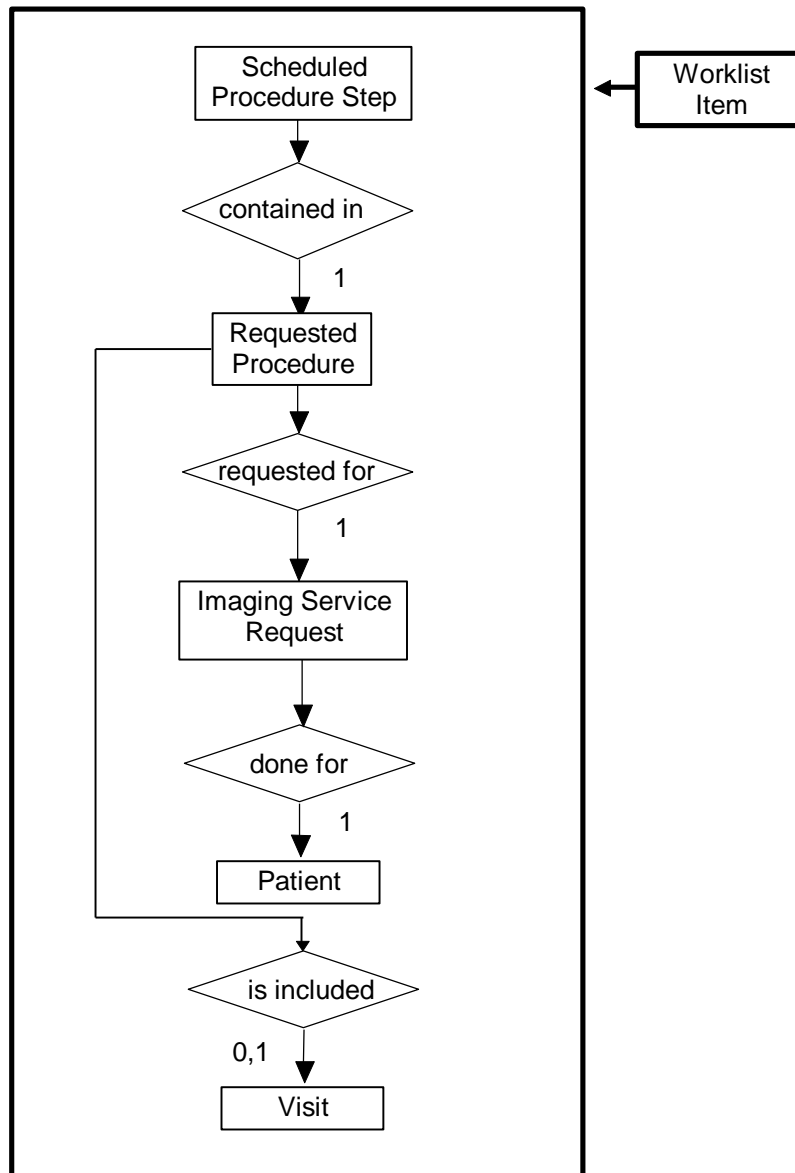 Scheduled
Procedure Step
Worklist
Item
contained in
1
Requested
Procedure
requested for
1
Imaging Service
Request
done for
1
Patient
is included
0,1
Visit